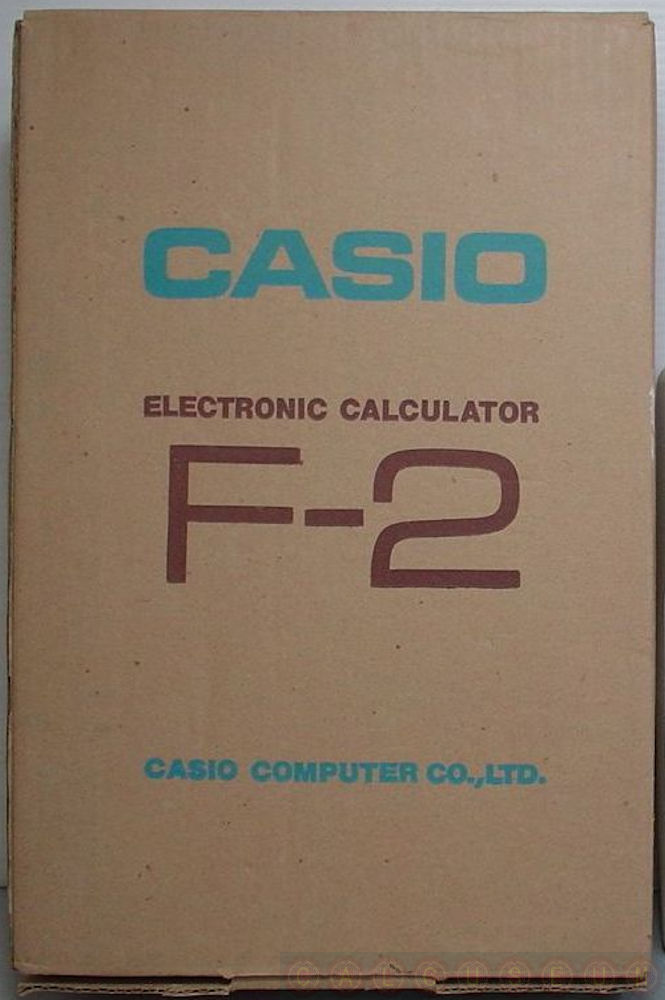 CASIO
ELECTRONIC CALCULATOR
F-2
CASIO COMPUTER CO.,LTD.